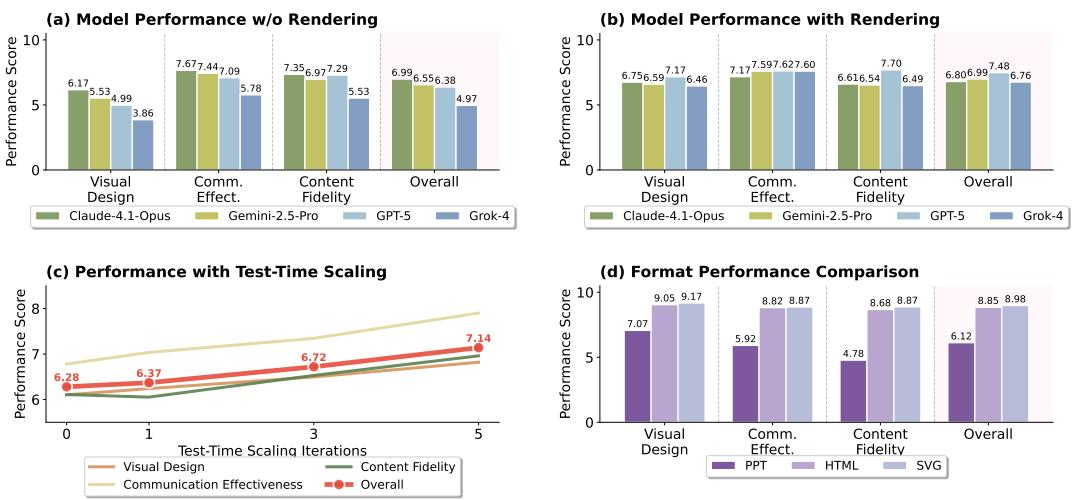 (a) Model Performance w/o Rendering
Performance Score
10
5
0
6.17 5.53 4.99 3.86
7.67 7.44 7.09 5.78
7.35 6.97 7.29 5.53
6.99 6.55 6.38 4.97
Visual Design
Comm. Effect.
Content Fidelity
Overall
Claude-4.1-Opus Gemini-2.5-Pro GPT-5 Grok-4
(b) Model Performance with Rendering
Performance Score
10
5
0
6.75 6.59 7.17 6.46
7.17 7.59 7.62 7.60
6.61 6.54 7.70 6.49
6.80 6.99 7.48 6.76
Visual Design
Comm. Effect.
Content Fidelity
Overall
Claude-4.1-Opus Gemini-2.5-Pro GPT-5 Grok-4
(c) Performance with Test-Time Scaling
Performance Score
8
7
6
6.28 6.37 6.72 7.14
0 1 3 5
Test-Time Scaling Iterations
Visual Design Content Fidelity
Communication Effectiveness Overall
(d) Format Performance Comparison
Performance Score
10
5
0
7.07 9.05 9.17
5.92 8.82 8.87
4.78 8.68 8.87
6.12 8.85 8.98
Visual Design
Comm. Effect.
Content Fidelity
Overall
PPT HTML SVG